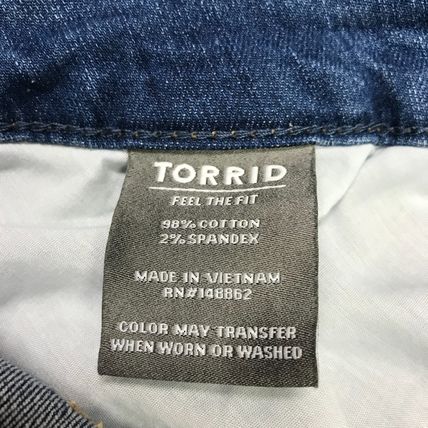 TORRID
FEEL THE FIT
98% COTTON
2% SPANDEX
MADE IN VIETNAM
RN#148862
COLOR MAY TRANSFER
WHEN WORN OR WASHED